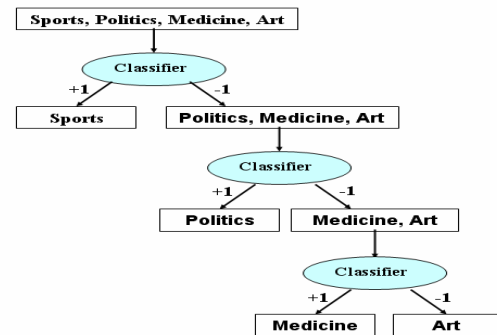 Sports, Politics, Medicine, Art
Classifier
+1
-1
Sports
Politics, Medicine, Art
Classifier
+1
-1
Politics
Medicine, Art
Classifier
+1
-1
Medicine
Art